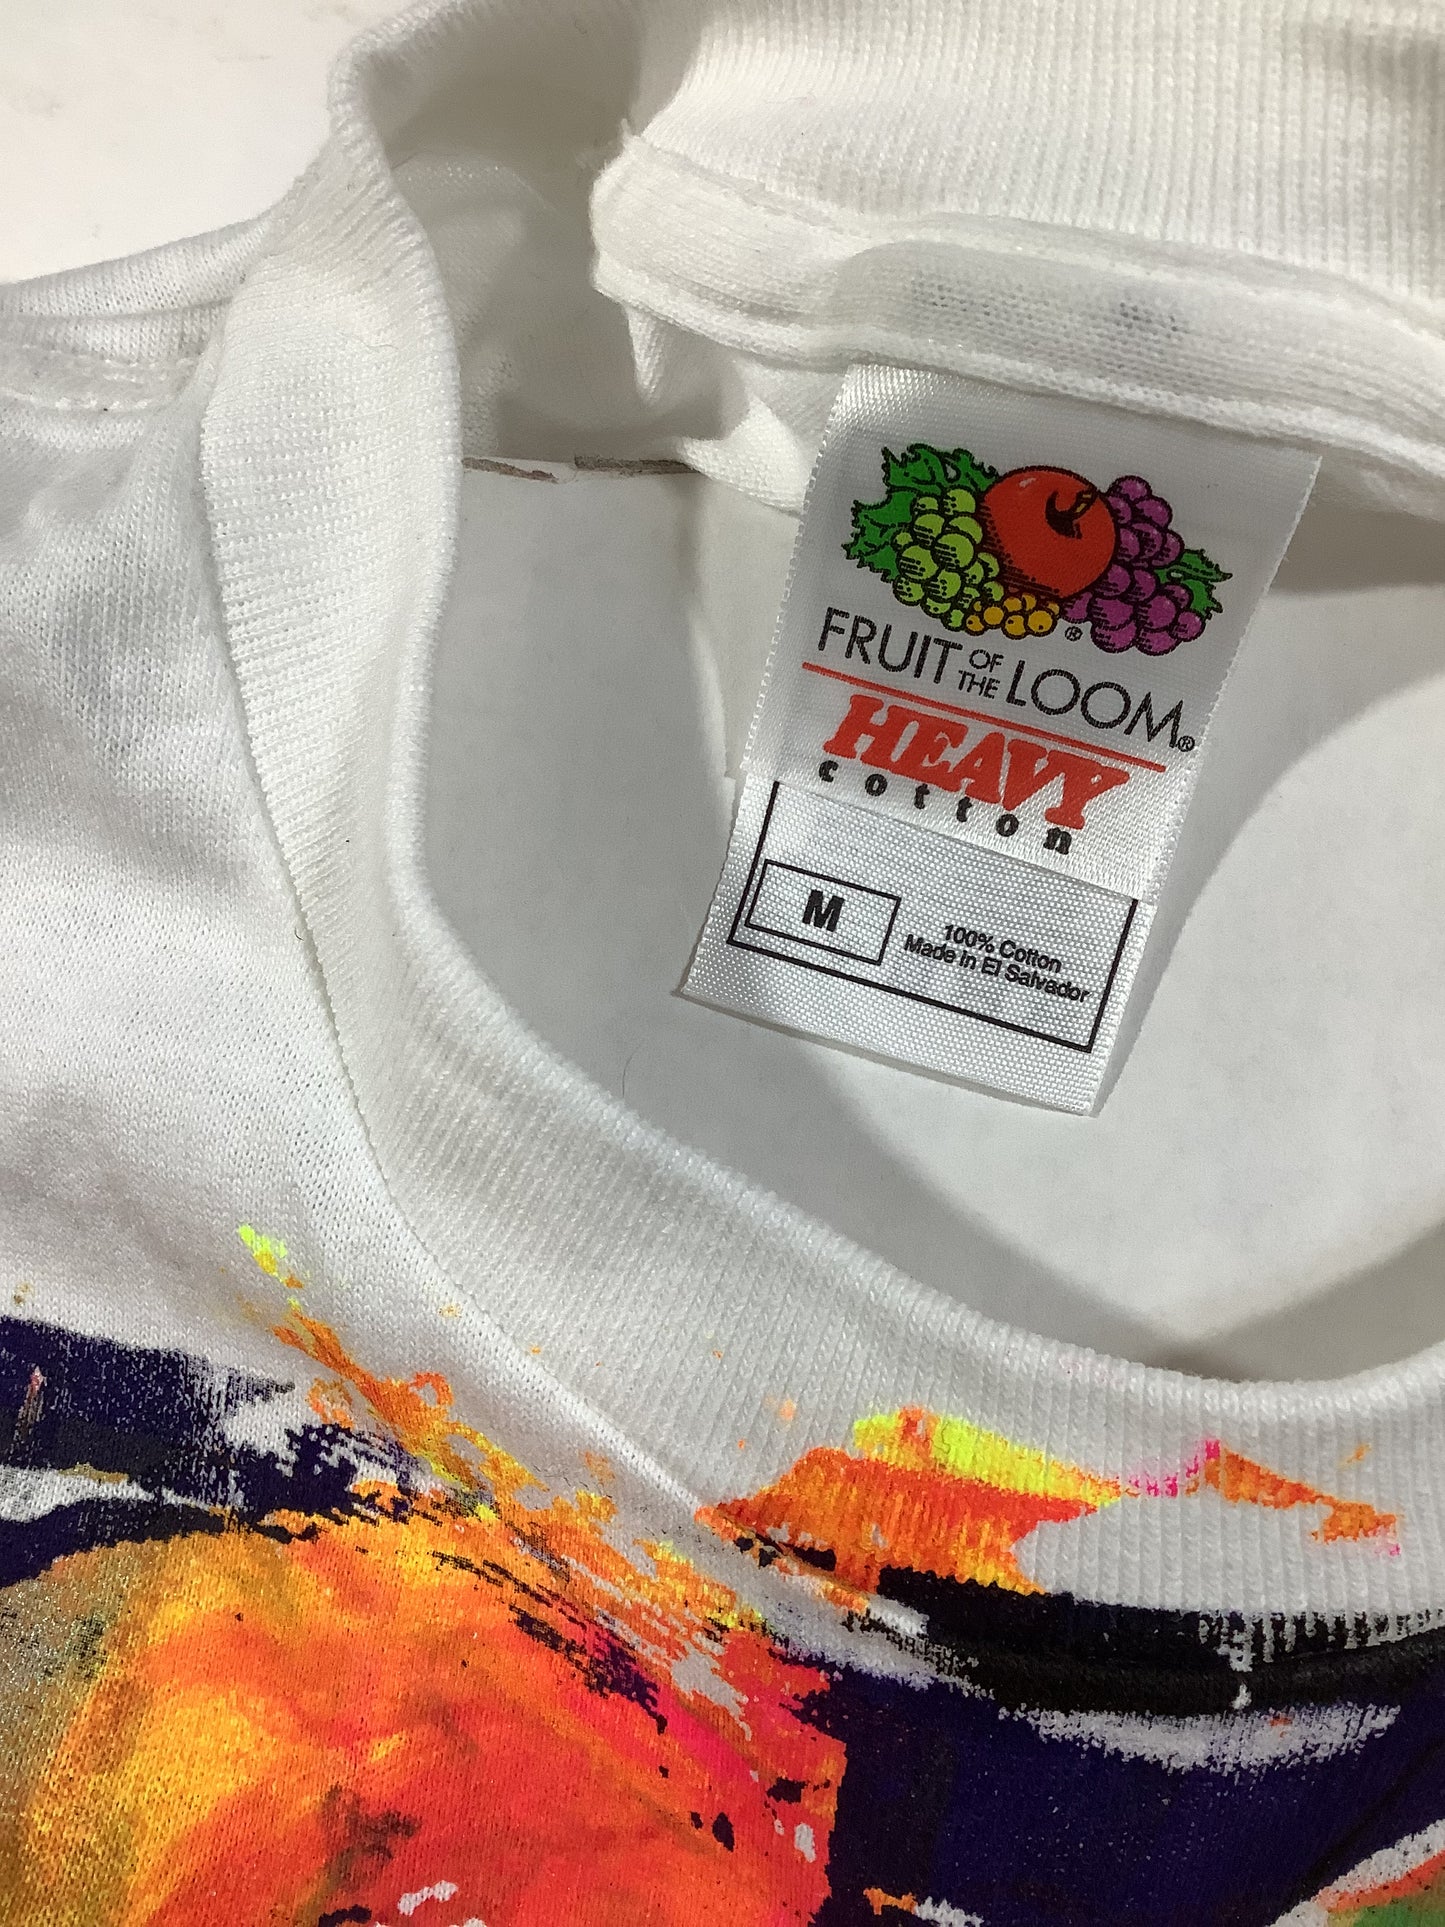 FRUIT OF THE LOOM®
HEAVY
cotton
M
100% Cotton
Made in El Salvador